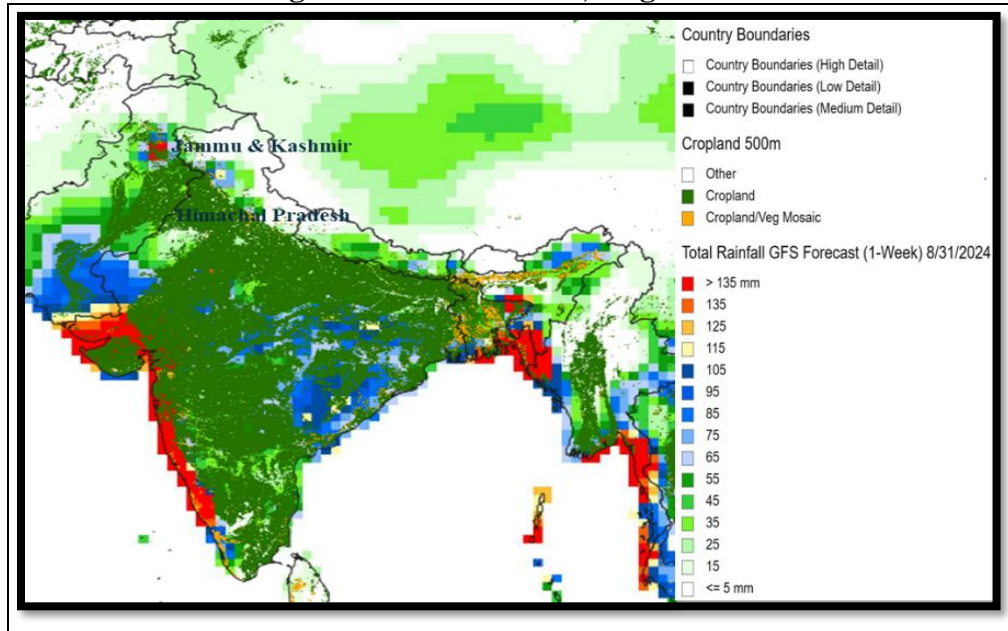 Jammu & Kashmir
Himachal Pradesh
Country Boundaries
Country Boundaries (High Detail)
Country Boundaries (Low Detail)
Country Boundaries (Medium Detail)
Cropland 500m
Other
Cropland
Cropland/Veg Mosaic
Total Rainfall GFS Forecast (1-Week) 8/31/2024
> 135 mm
135
125
115
105
95
85
75
65
55
45
35
25
15
<= 5 mm